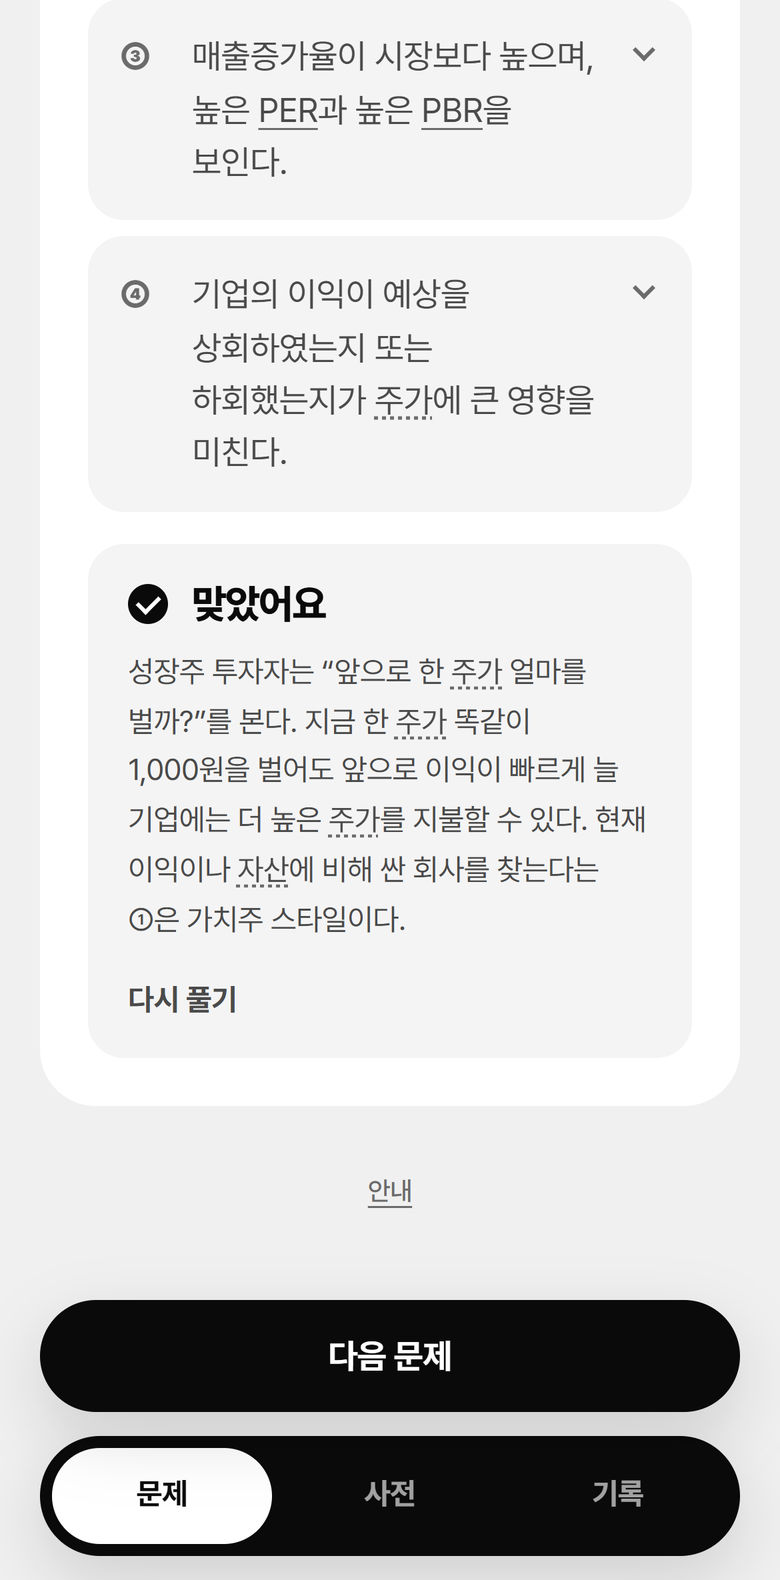 ③ 매출증가율이 시장보다 높으며,
높은 PER과 높은 PBR을
보인다.
④ 기업의 이익이 예상을
상회하였는지 또는
하회했는지가 주가에 큰 영향을
미친다.
맞았어요
성장주 투자자는 “앞으로 한 주가 얼마를
벌까?”를 본다. 지금 한 주가 똑같이
1,000원을 벌어도 앞으로 이익이 빠르게 늘
기업에는 더 높은 주가를 지불할 수 있다. 현재
이익이나 자산에 비해 싼 회사를 찾는다는
①은 가치주 스타일이다.
다시 풀기
안내
다음 문제
문제 사전 기록